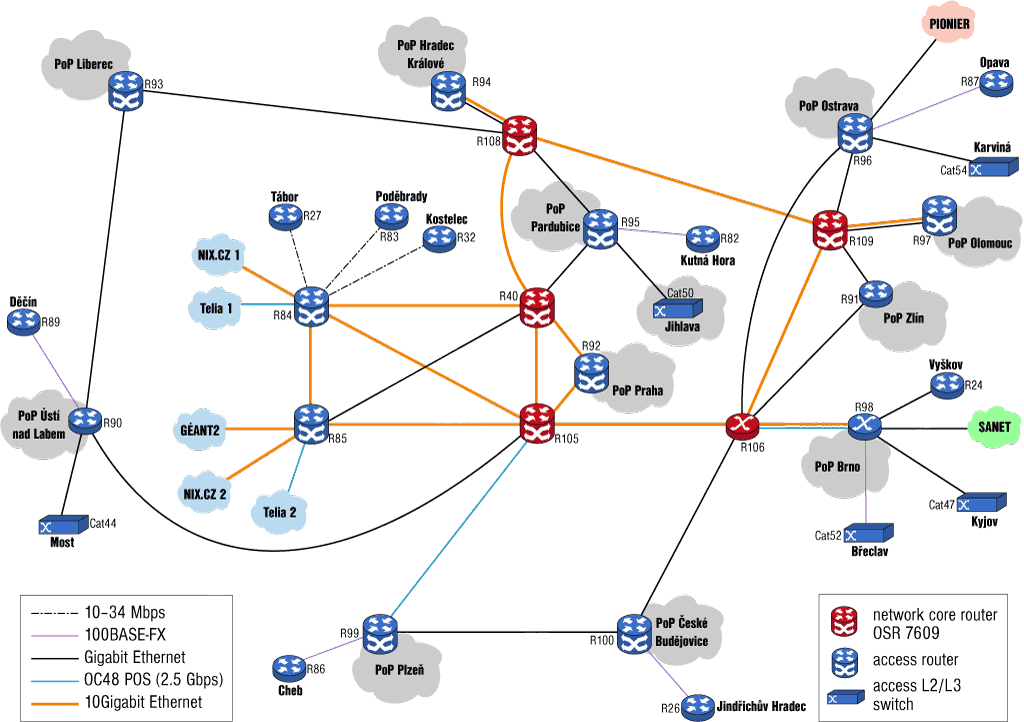 PIONIER
PoP Hradec
Králové
PoP Liberec
R93
R94
Opava
R87
PoP Ostrava
R96
R108
Karviná
Cat54
Tábor
R27
Poděbrady
R83
Kostelec
R32
PoP
Pardubice
R95
R82
Kutná Hora
R109
R97
PoP Olomouc
NIX.CZ 1
Telia 1
R84
R40
Cat50
Jihlava
R91
PoP Zlín
Děčín
R89
R92
PoP Praha
Vyškov
R24
PoP Ústí
nad Labem
R90
GÉANT2
R85
R105
R106
R98
SANET
PoP Brno
NIX.CZ 2
Telia 2
Cat47
Kyjov
Cat44
Most
Cat52
Břeclav
R99
PoP Plzeň
R86
Cheb
R100
PoP České
Budějovice
R26
Jindřichův Hradec
10–34 Mbps
100BASE-FX
Gigabit Ethernet
OC48 POS (2.5 Gbps)
10Gigabit Ethernet
network core router
OSR 7609
access router
access L2/L3
switch